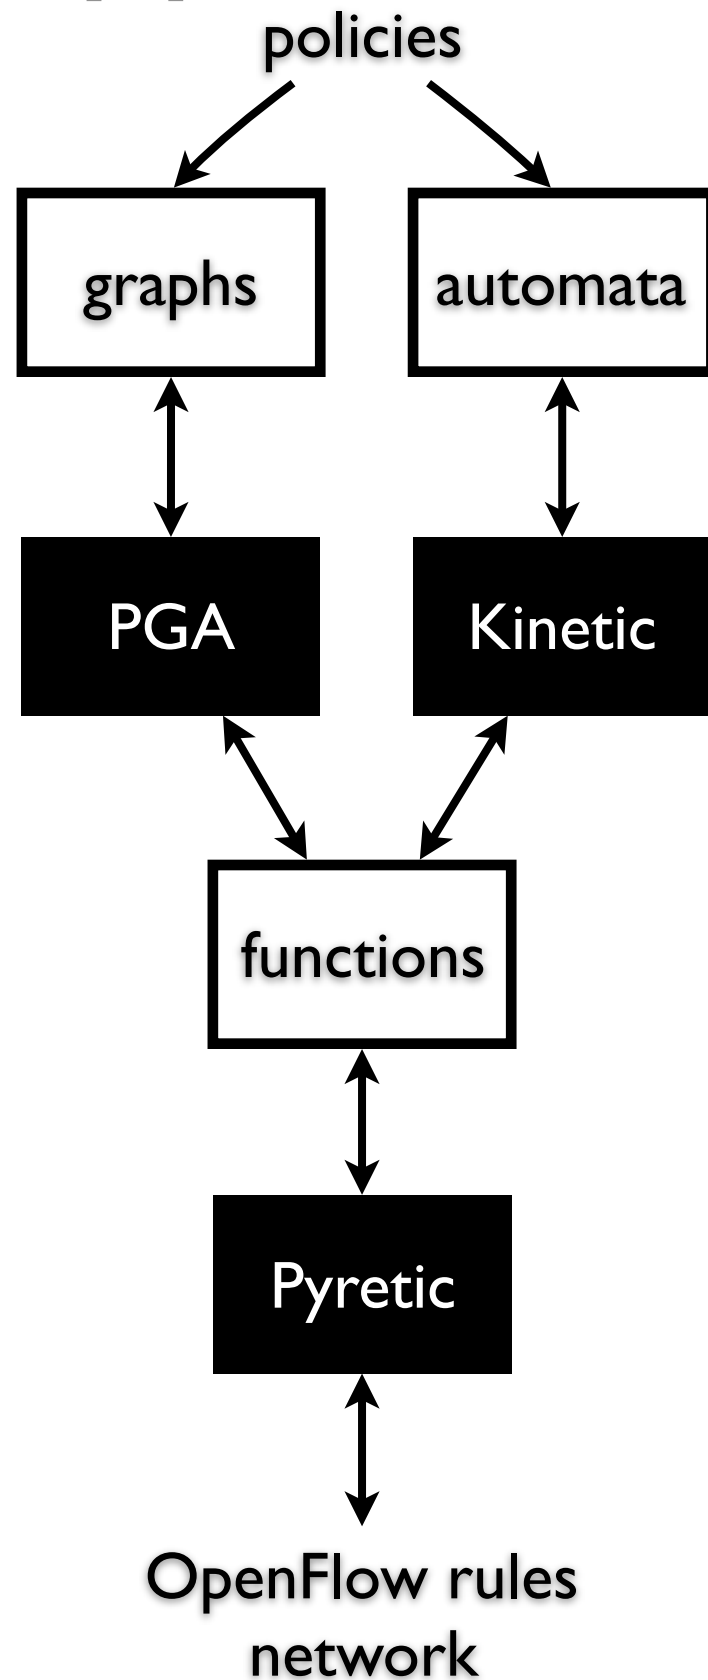 policies
graphs
automata
PGA
Kinetic
functions
Pyretic
OpenFlow rules
network